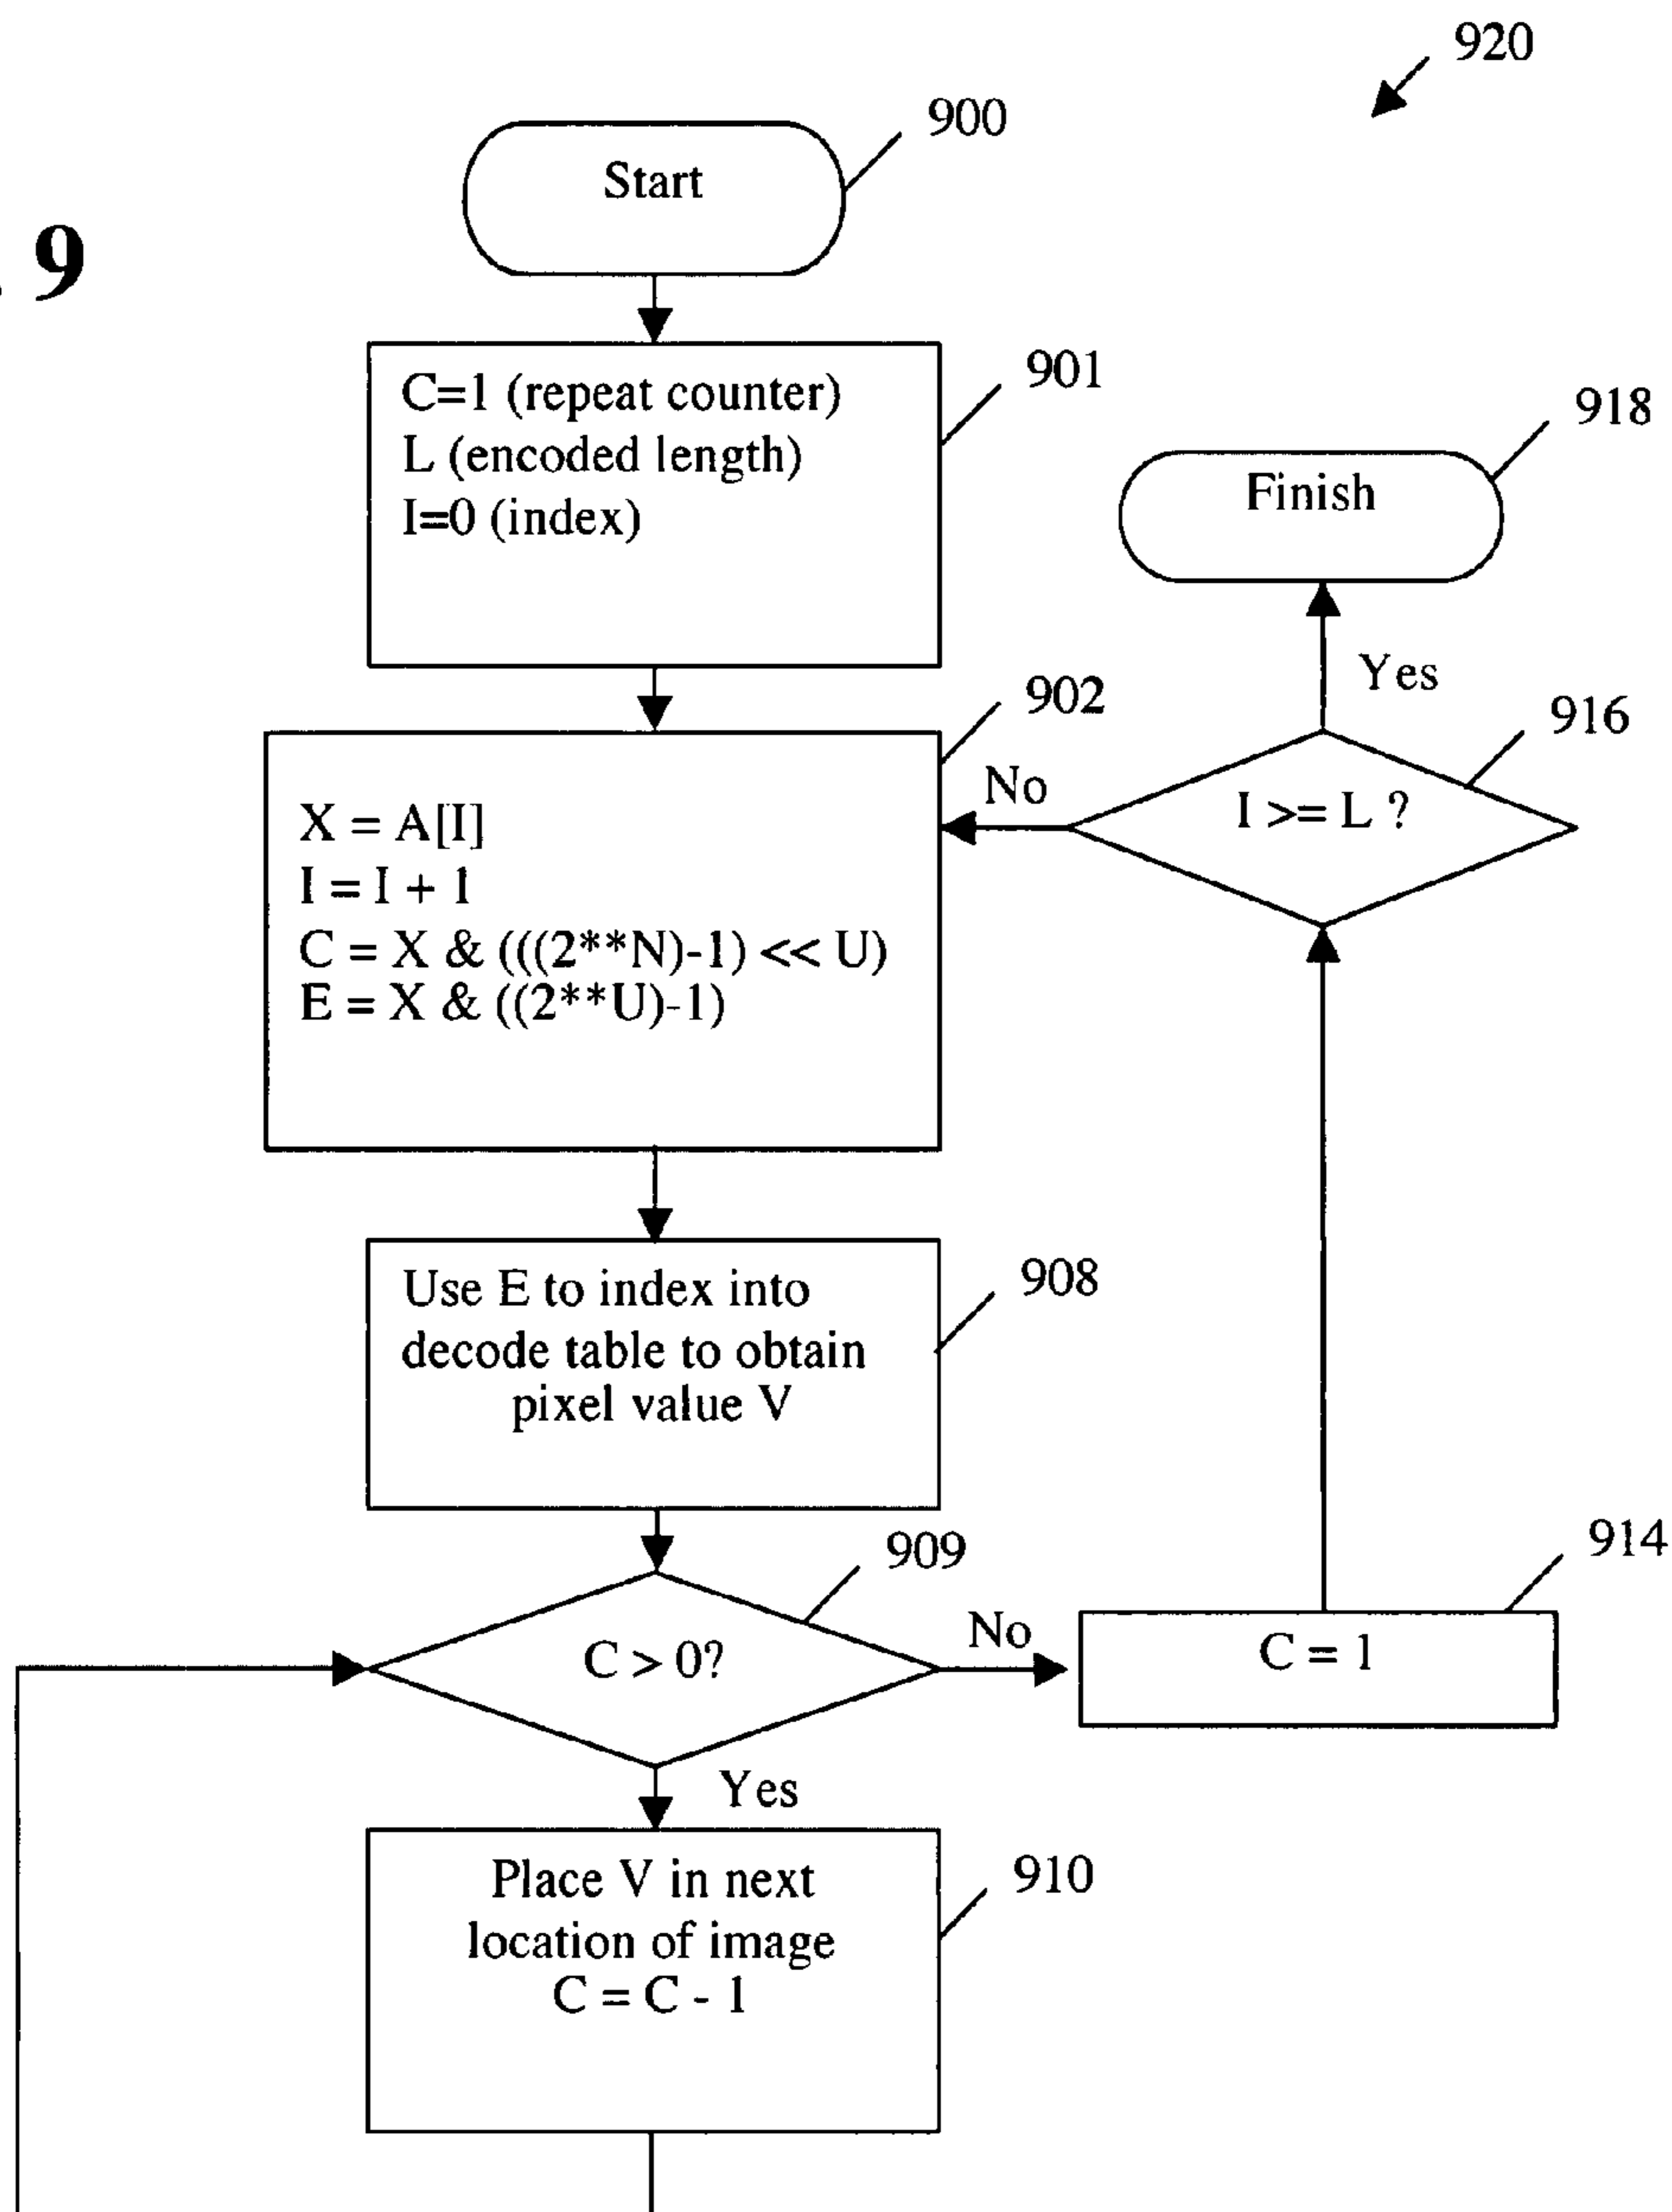 920
900
Start
. 9
901
C=1 (repeat counter)
L (encoded length)
I=0 (index)
918
Finish
Yes
902
916
No
I >= L ?
X = A[I]
I = I + 1
C = X & (((2**N)-1) << U)
E = X & ((2**U)-1)
908
Use E to index into
decode table to obtain
pixel value V
909
914
No
C > 0?
C = 1
Yes
910
Place V in next
location of image
C = C - 1